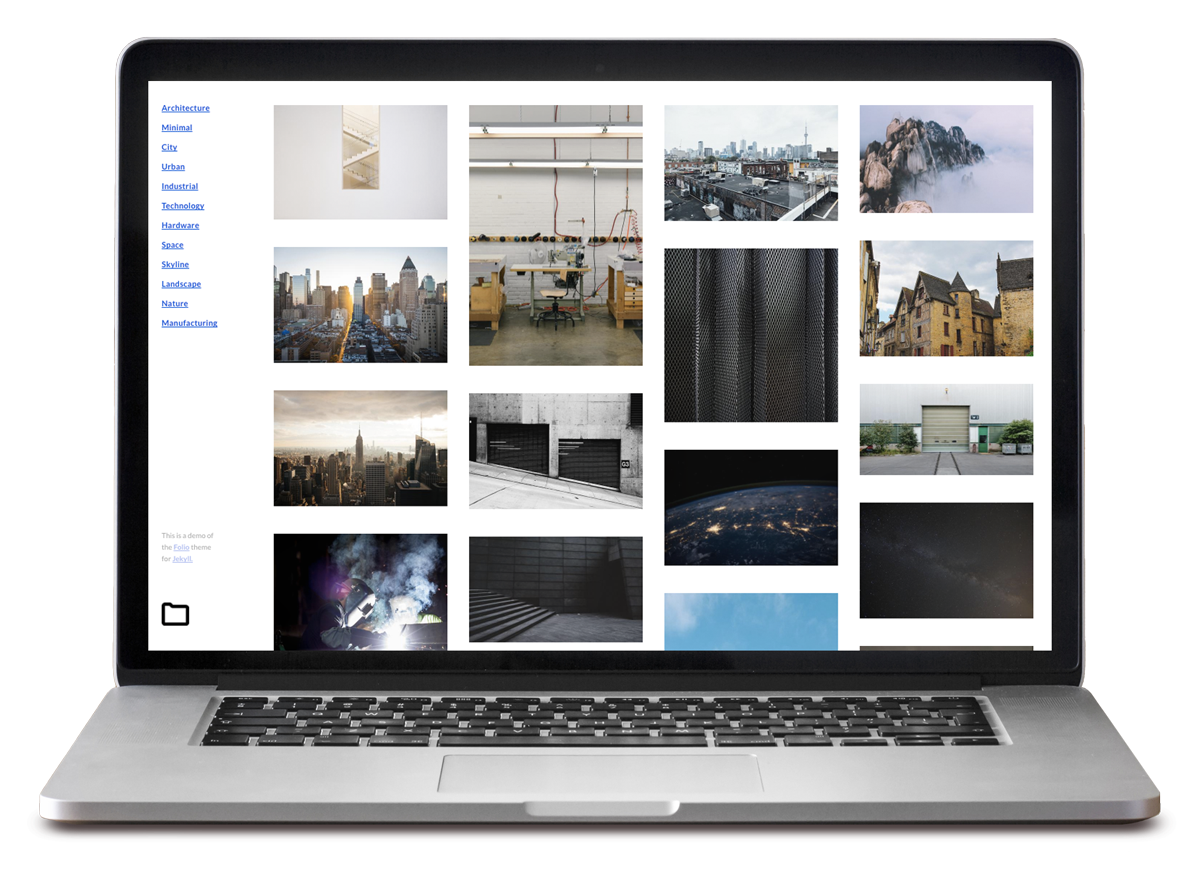 Architecture
Minimal
City
Urban
Industrial
Technology
Hardware
Space
Skyline
Landscape
Nature
Manufacturing
This is a demo of
the Folio theme
for Jekyll.
G3